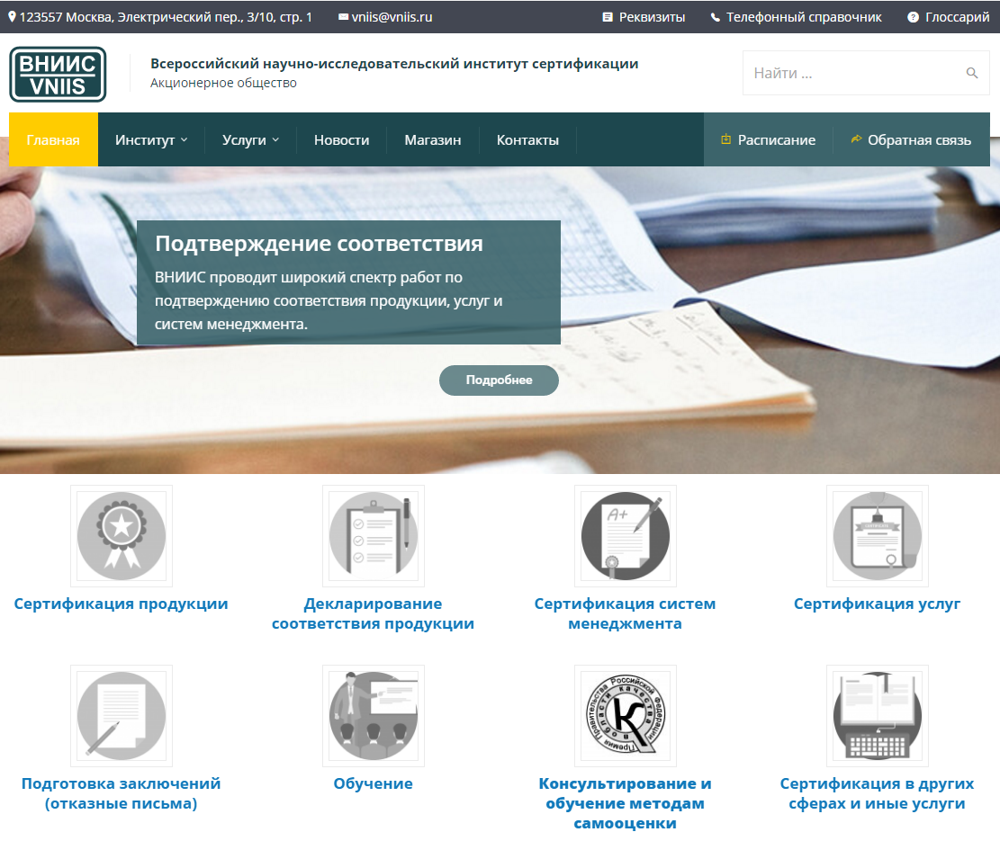 123557 Москва, Электрический пер., 3/10, стр. 1
vniis@vniis.ru
Реквизиты
Телефонный справочник
Глоссарий
ВНИИС
VNIIS
Всероссийский научно-исследовательский институт сертификации
Акционерное общество
Найти ...
Главная
Институт
Услуги
Новости
Магазин
Контакты
Расписание
Обратная связь
Подтверждение соответствия
ВНИИС проводит широкий спектр работ по
подтверждению соответствия продукции, услуг и
систем менеджмента.
Подробнее
A+
CERTIFICATE
Сертификация продукции
Декларирование
соответствия продукции
Сертификация систем
менеджмента
Сертификация услуг
Премия Правительства Российской Федерации
в области качества
Подготовка заключений
(отказные письма)
Обучение
Консультирование и
обучение методам
самооценки
Сертификация в других
сферах и иные услуги